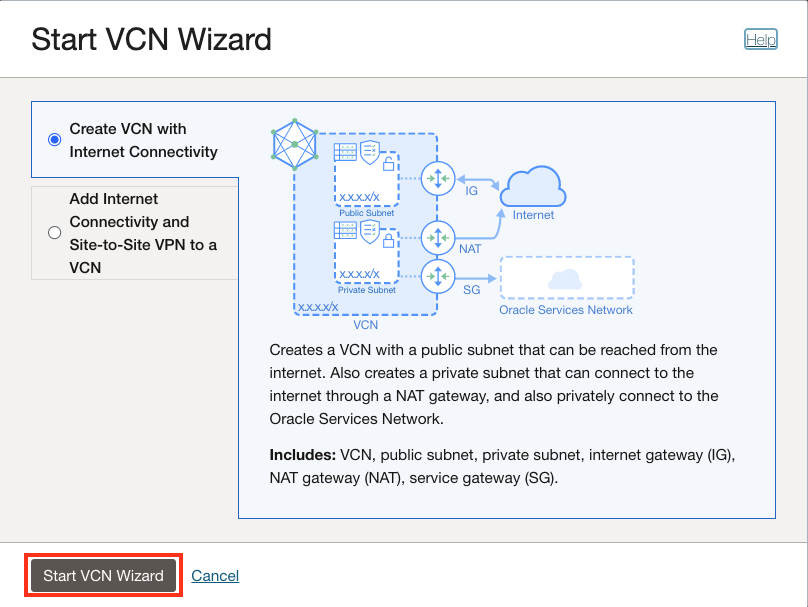 Start VCN Wizard
Help
Create VCN with
Internet Connectivity
Add Internet
Connectivity and
Site-to-Site VPN to a
VCN
x.x.x.x/x
Public Subnet
IG
Internet
NAT
x.x.x.x/x
Private Subnet
SG
x.x.x.x/x
Oracle Services Network
VCN
Creates a VCN with a public subnet that can be reached from the
internet. Also creates a private subnet that can connect to the
internet through a NAT gateway, and also privately connect to the
Oracle Services Network.
Includes: VCN, public subnet, private subnet, internet gateway (IG),
NAT gateway (NAT), service gateway (SG).
Start VCN Wizard
Cancel